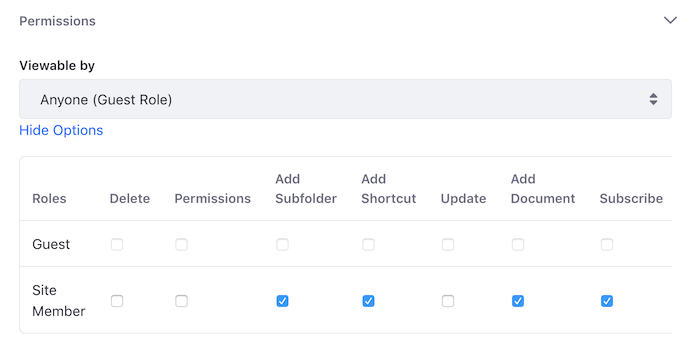 Permissions
Viewable by
Anyone (Guest Role)
Hide Options
Roles Delete Permissions Add Subfolder Add Shortcut Update Add Document Subscribe
Guest
Site
Member